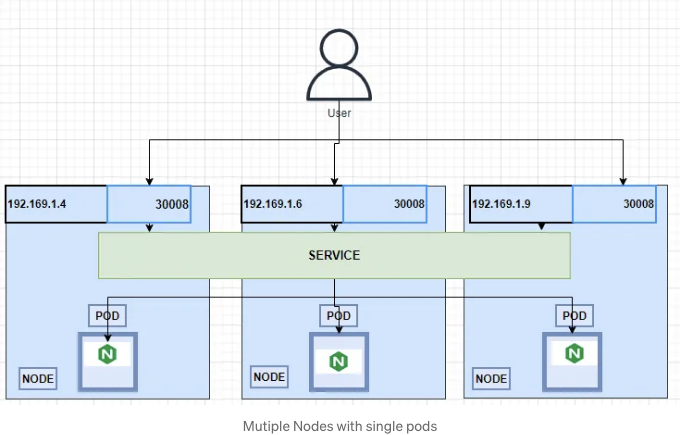 User
192.169.1.4 30008 192.169.1.6 30008 192.169.1.9 30008
SERVICE
POD POD POD
N N N
NODE NODE NODE
Mutiple Nodes with single pods